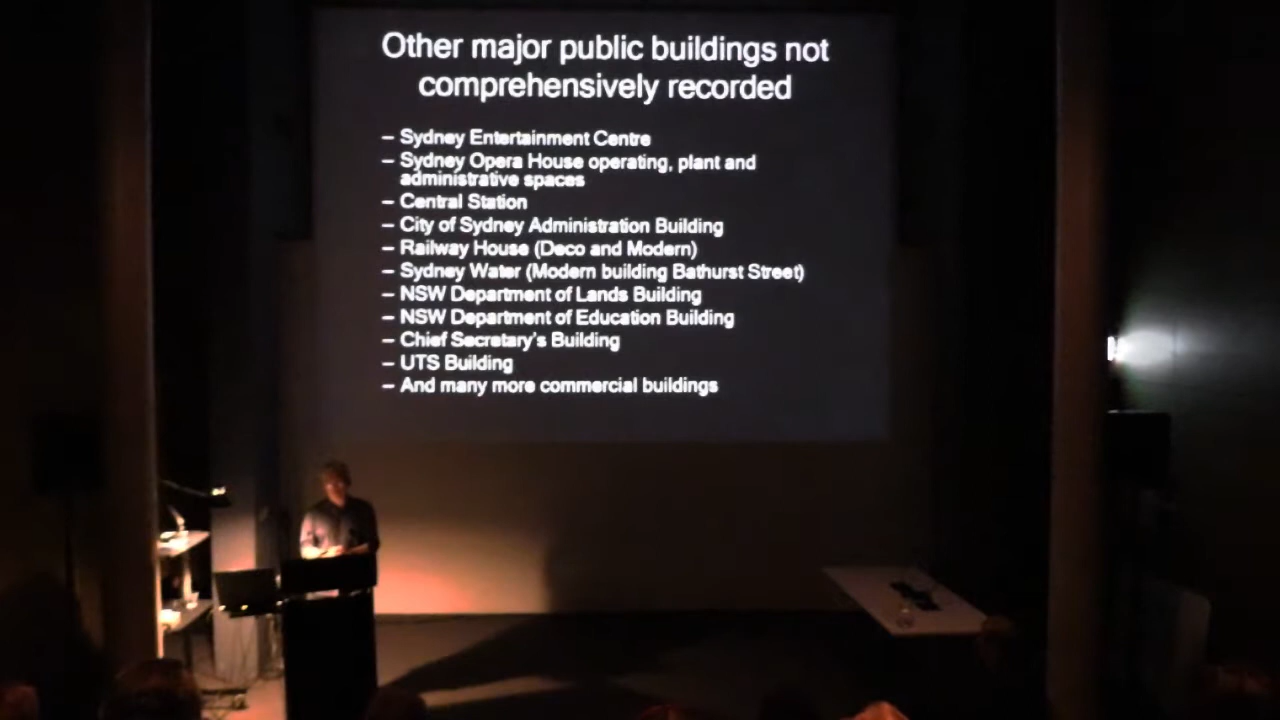 Other major public buildings not
comprehensively recorded
– Sydney Entertainment Centre
– Sydney Opera House operating, plant and
administrative spaces
– Central Station
– City of Sydney Administration Building
– Railway House (Deco and Modern)
– Sydney Water (Modern building Bathurst Street)
– NSW Department of Lands Building
– NSW Department of Education Building
– Chief Secretary's Building
– UTS Building
– And many more commercial buildings